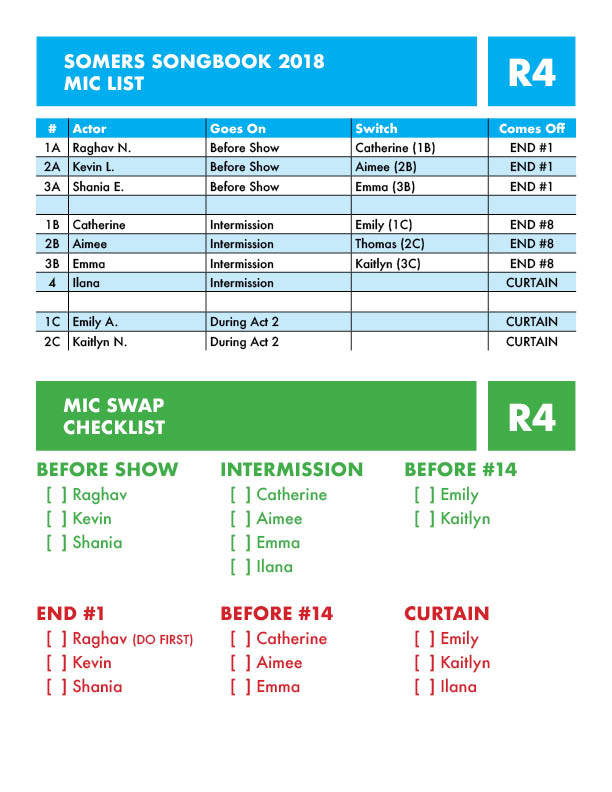 SOMERS SONGBOOK 2018
MIC LIST
R4
# Actor Goes On Switch Comes Off
1A Raghav N. Before Show Catherine (1B) END #1
2A Kevin L. Before Show Aimee (2B) END #1
3A Shania E. Before Show Emma (3B) END #1
1B Catherine Intermission Emily (1C) END #8
2B Aimee Intermission Thomas (2C) END #8
3B Emma Intermission Kaitlyn (3C) END #8
4 Ilana Intermission CURTAIN
1C Emily A. During Act 2 CURTAIN
2C Kaitlyn N. During Act 2 CURTAIN
MIC SWAP
CHECKLIST
R4
BEFORE SHOW
[ ] Raghav
[ ] Kevin
[ ] Shania
INTERMISSION
[ ] Catherine
[ ] Aimee
[ ] Emma
[ ] Ilana
BEFORE #14
[ ] Emily
[ ] Kaitlyn
END #1
[ ] Raghav (DO FIRST)
[ ] Kevin
[ ] Shania
BEFORE #14
[ ] Catherine
[ ] Aimee
[ ] Emma
CURTAIN
[ ] Emily
[ ] Kaitlyn
[ ] Ilana